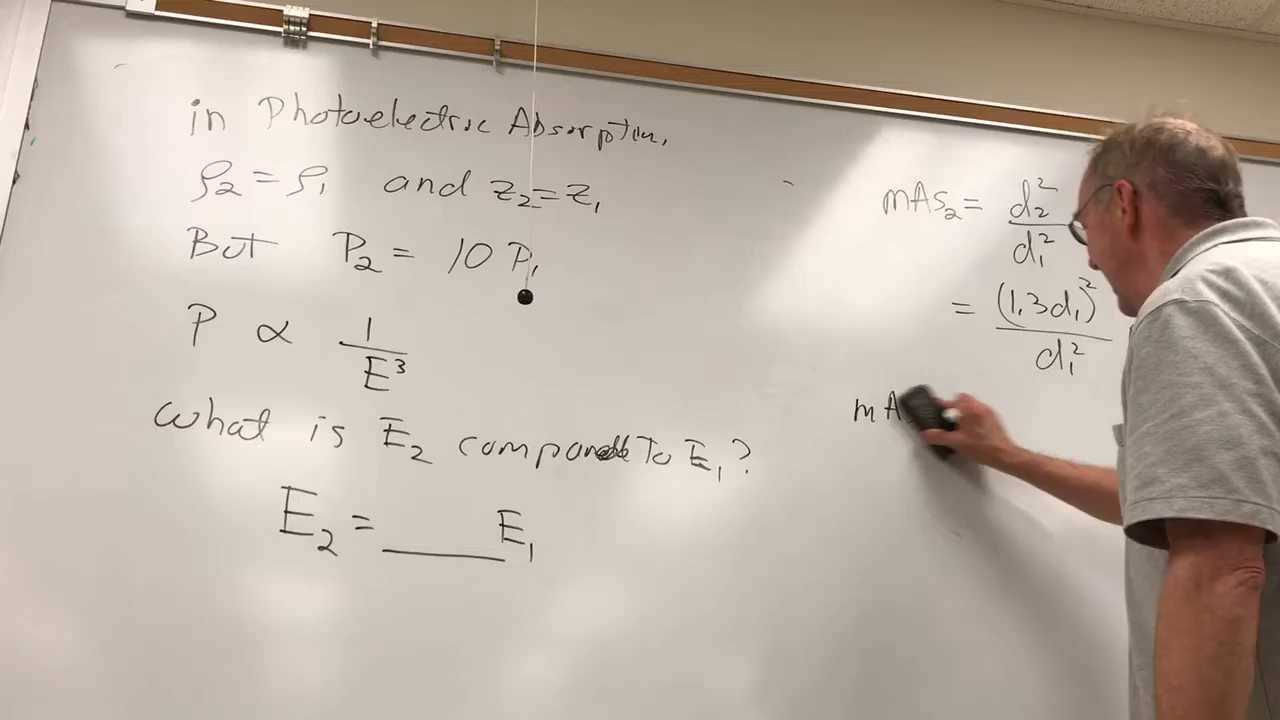 in Photoelectric Absorption,
ρ₂ = ρ₁ and z₂ = z₁
But P₂ = 10 P₁
P ∝ 1/E³
What is E₂ compared to E₁?
E₂ = ____ E₁
mAs₂ = d₂²/d₁²
= (1.3d₁)²/d₁²
mA